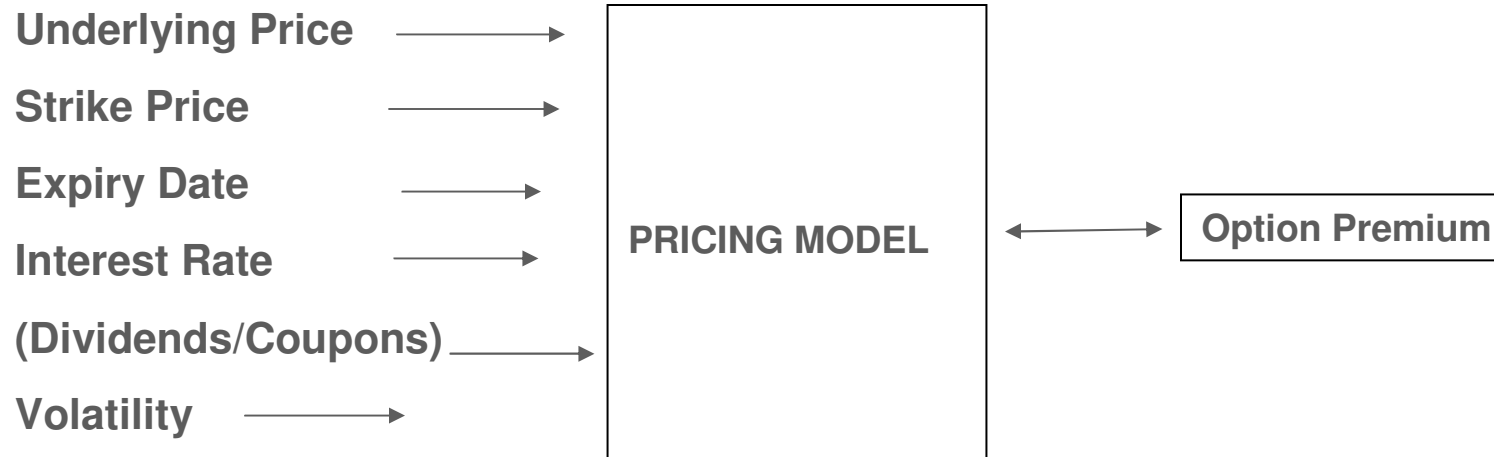 Underlying Price
Strike Price
Expiry Date
Interest Rate
(Dividends/Coupons)
Volatility
PRICING MODEL
Option Premium